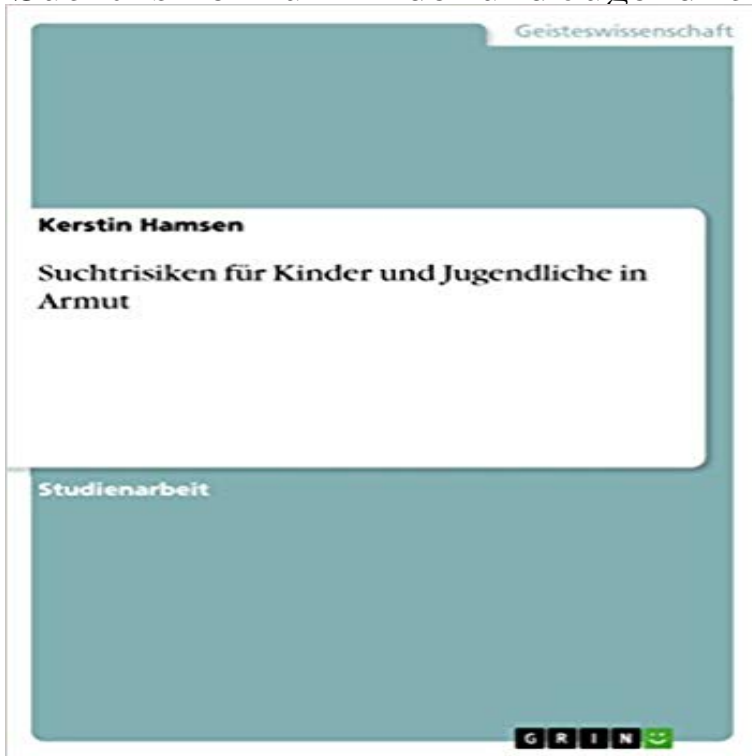 Geisteswissenschaft
Kerstin Hamsen
Suchtrisiken für Kinder und Jugendliche in
Armut
Studienarbeit
GRIN